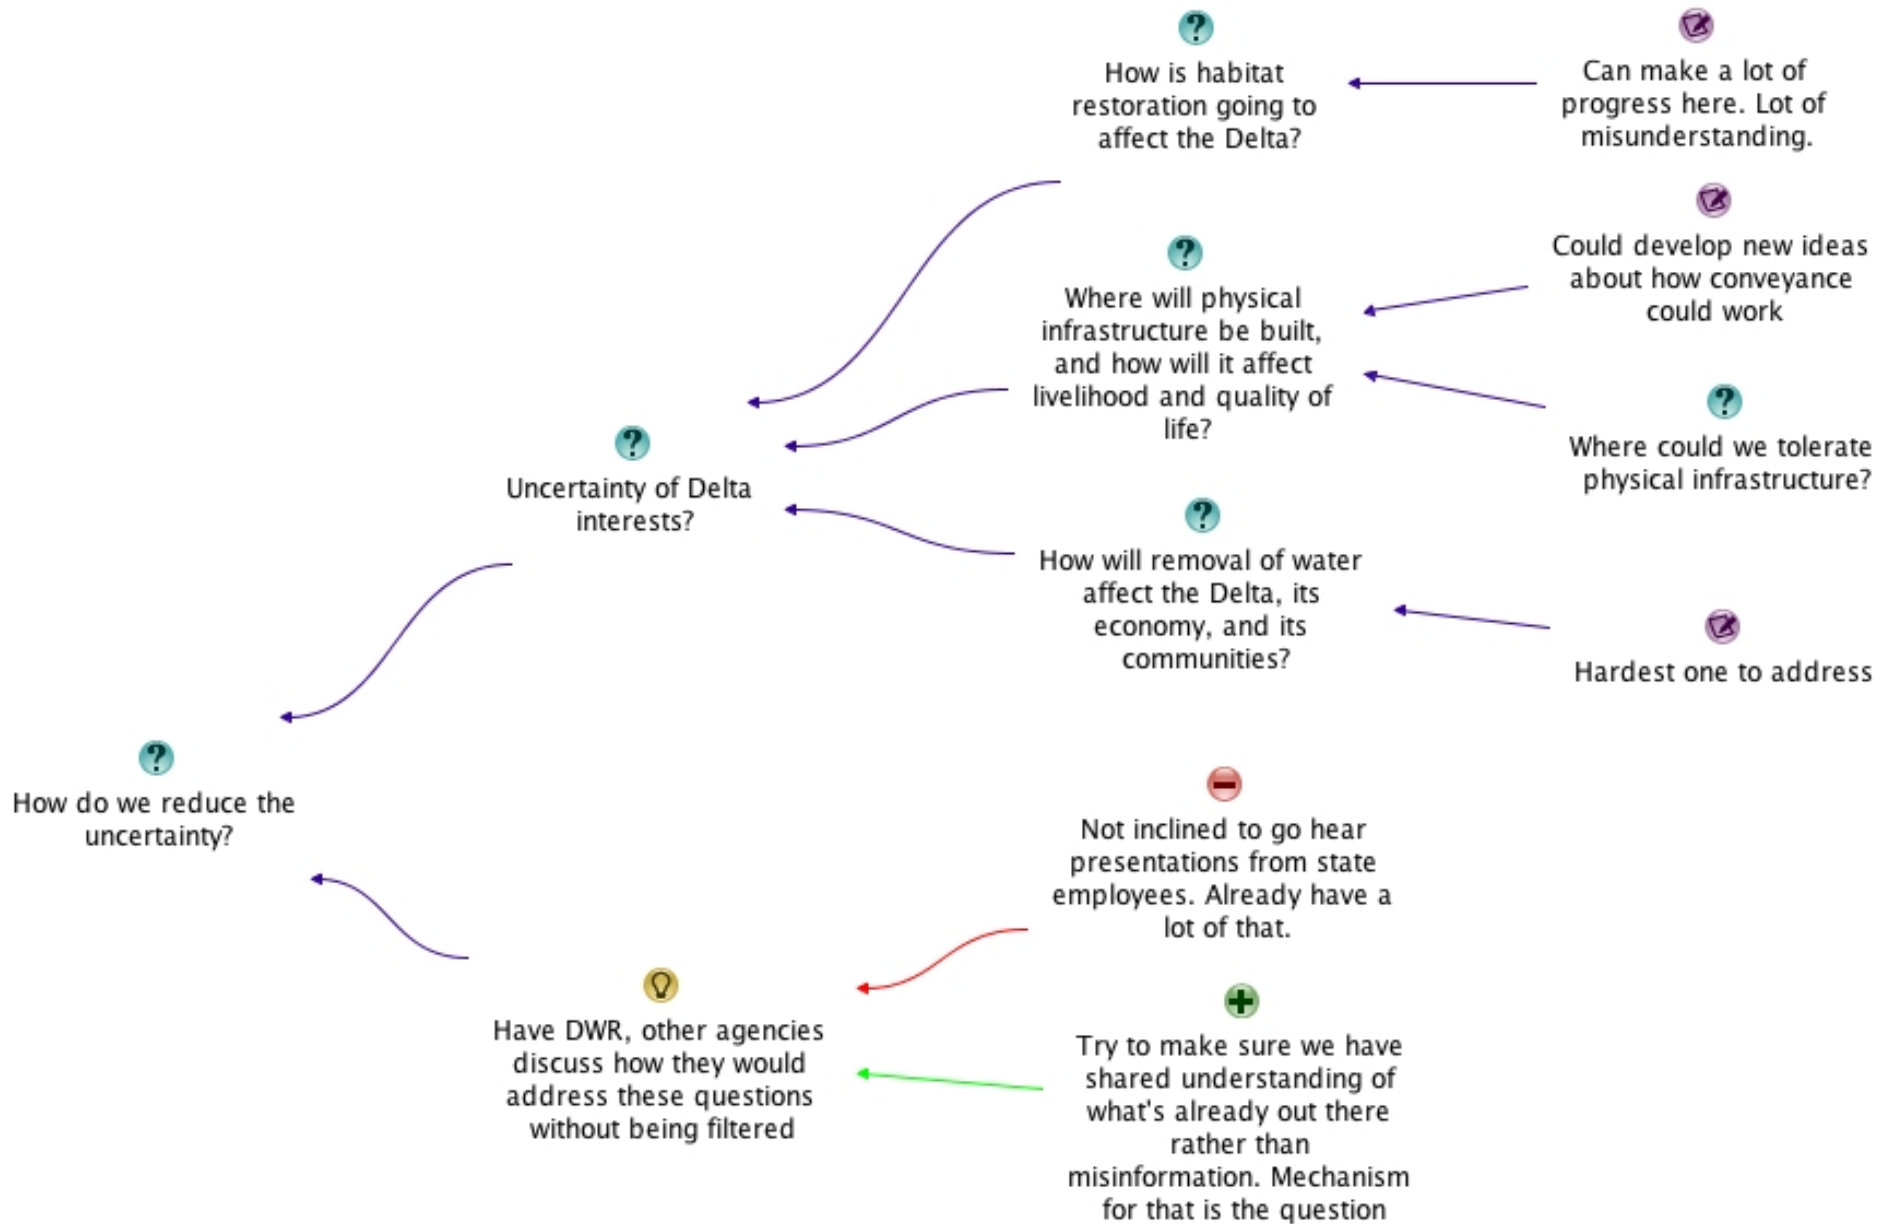 How is habitat
restoration going to
affect the Delta?
Can make a lot of
progress here. Lot of
misunderstanding.
Could develop new ideas
about how conveyance
could work
Where will physical
infrastructure be built,
and how will it affect
livelihood and quality of
life?
Where could we tolerate
physical infrastructure?
Uncertainty of Delta
interests?
How will removal of water
affect the Delta, its
economy, and its
communities?
Hardest one to address
How do we reduce the
uncertainty?
Not inclined to go hear
presentations from state
employees. Already have a
lot of that.
Have DWR, other agencies
discuss how they would
address these questions
without being filtered
Try to make sure we have
shared understanding of
what's already out there
rather than
misinformation. Mechanism
for that is the question